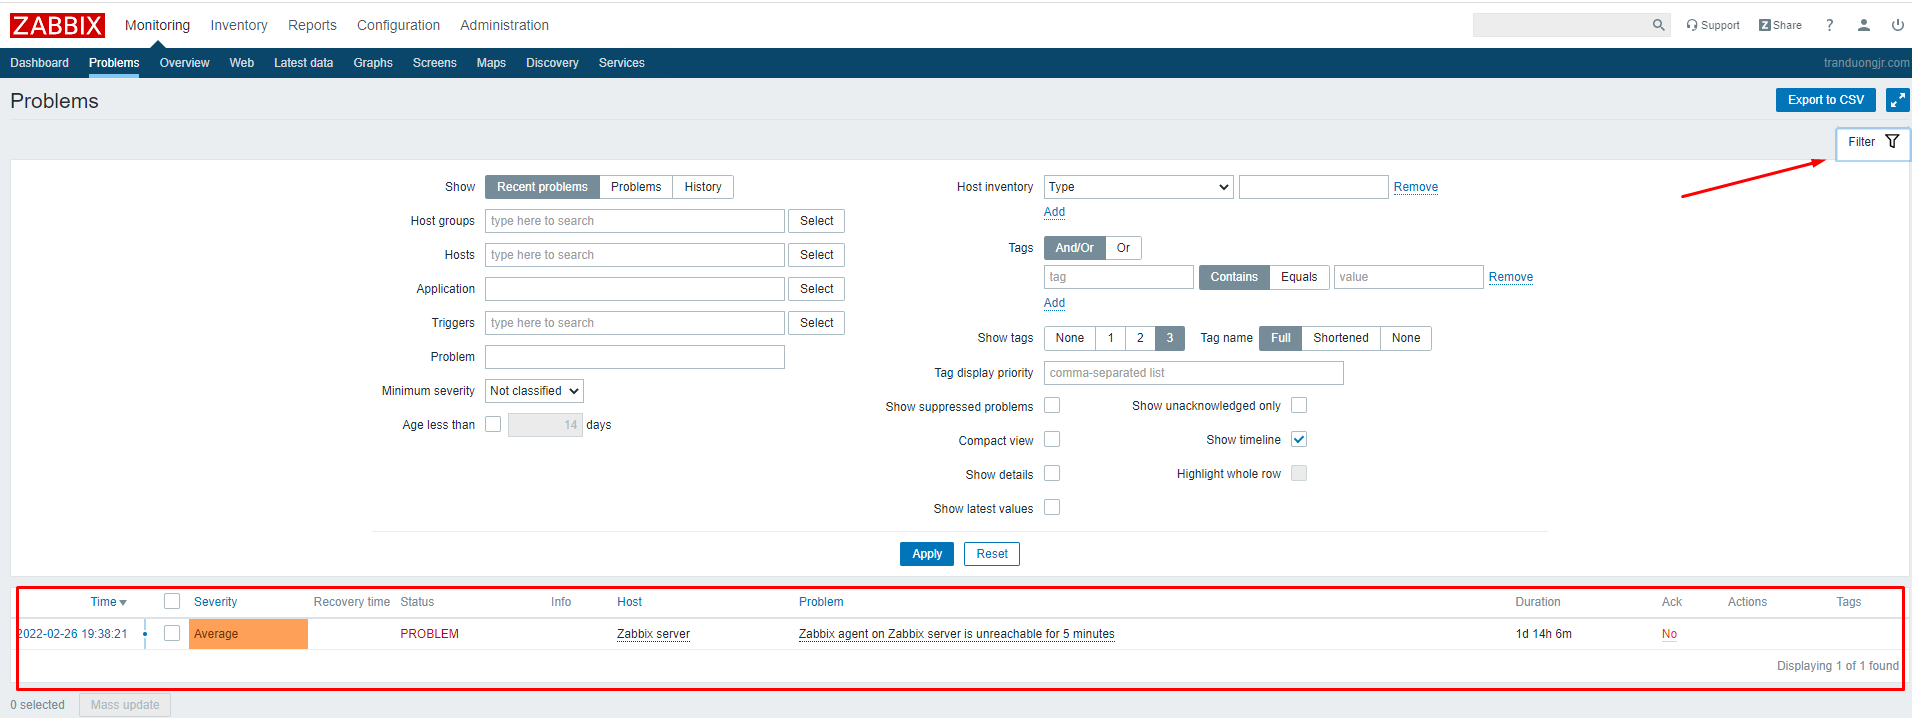 ZABBIX Monitoring Inventory Reports Configuration Administration Support Z Share ?
Dashboard Problems Overview Web Latest data Graphs Screens Maps Discovery Services tranduongjr.com
Problems Export to CSV
Filter
Show Recent problems Problems History Host inventory Type Remove
Add
Host groups type here to search Select
Tags And/Or Or
Hosts type here to search Select
tag Contains Equals value Remove
Application Select
Add
Triggers type here to search Select
Show tags None 1 2 3 Tag name Full Shortened None
Problem
Tag display priority comma-separated list
Minimum severity Not classified
Show suppressed problems Show unacknowledged only
Age less than 14 days
Compact view Show timeline
Show details Highlight whole row
Show latest values
Apply Reset
Time Severity Recovery time Status Info Host Problem Duration Ack Actions Tags
2022-02-26 19:38:21 Average PROBLEM Zabbix server Zabbix agent on Zabbix server is unreachable for 5 minutes 1d 14h 6m No
Displaying 1 of 1 found
0 selected Mass update